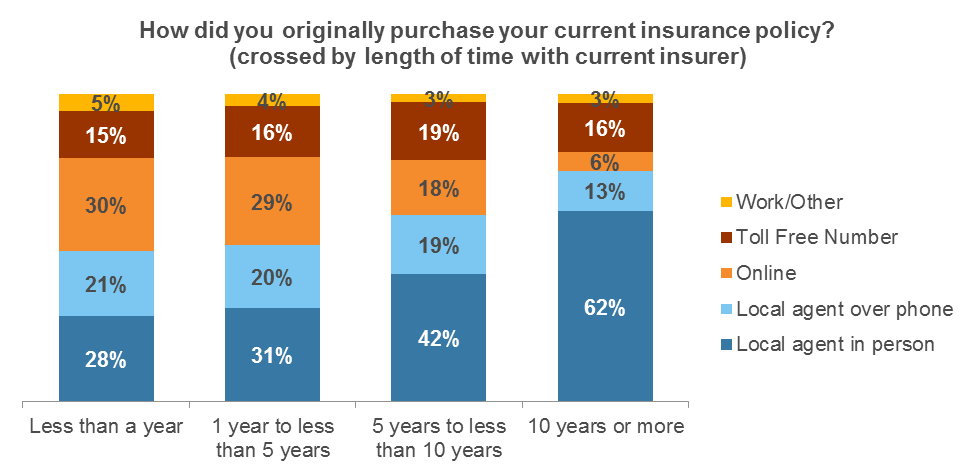 How did you originally purchase your current insurance policy?
(crossed by length of time with current insurer)
5%
4%
3%
3%
15%
16%
19%
16%
30%
29%
18%
6%
21%
20%
19%
13%
28%
31%
42%
62%
Work/Other
Toll Free Number
Online
Local agent over phone
Local agent in person
Less than a year
1 year to less
than 5 years
5 years to less
than 10 years
10 years or more